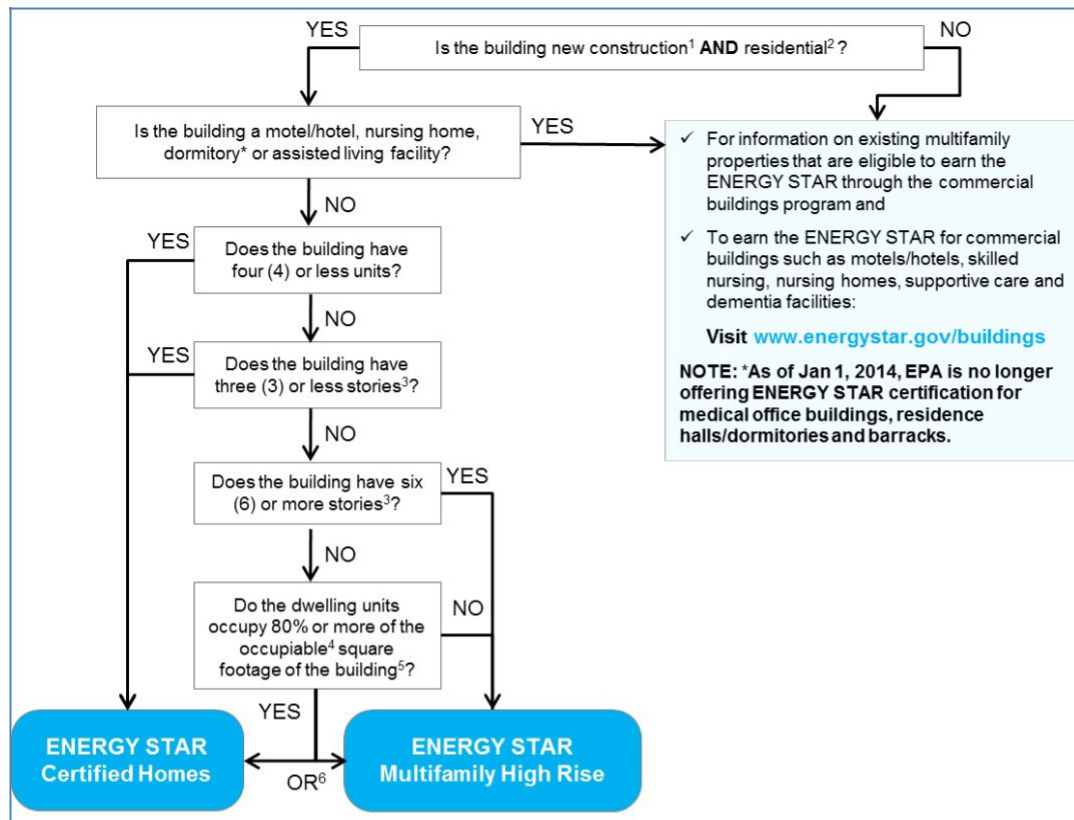 YES
NO
Is the building new construction¹ AND residential² ?
Is the building a motel/hotel, nursing home,
dormitory* or assisted living facility?
YES
✓ For information on existing multifamily
properties that are eligible to earn the
ENERGY STAR through the commercial
buildings program and
✓ To earn the ENERGY STAR for commercial
buildings such as motels/hotels, skilled
nursing, nursing homes, supportive care and
dementia facilities:
Visit www.energystar.gov/buildings
NOTE: *As of Jan 1, 2014, EPA is no longer
offering ENERGY STAR certification for
medical office buildings, residence
halls/dormitories and barracks.
NO
YES
Does the building have
four (4) or less units?
NO
YES
Does the building have
three (3) or less stories³?
NO
Does the building have six
(6) or more stories³?
YES
NO
Do the dwelling units
occupy 80% or more of the
occupiable⁴ square
footage of the building⁵?
NO
YES
ENERGY STAR
Certified Homes
OR⁶
ENERGY STAR
Multifamily High Rise